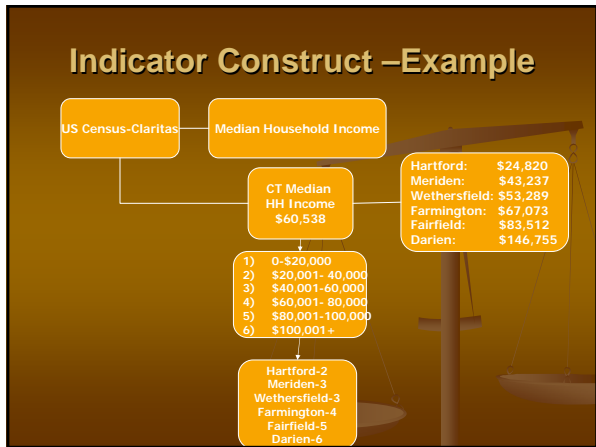 Indicator Construct –Example
US Census-Claritas
Median Household Income
CT Median
HH Income
$60,538
Hartford: $24,820
Meriden: $43,237
Wethersfield: $53,289
Farmington: $67,073
Fairfield: $83,512
Darien: $146,755
1) 0-$20,000
2) $20,001- 40,000
3) $40,001-60,000
4) $60,001- 80,000
5) $80,001-100,000
6) $100,001+
Hartford-2
Meriden-3
Wethersfield-3
Farmington-4
Fairfield-5
Darien-6